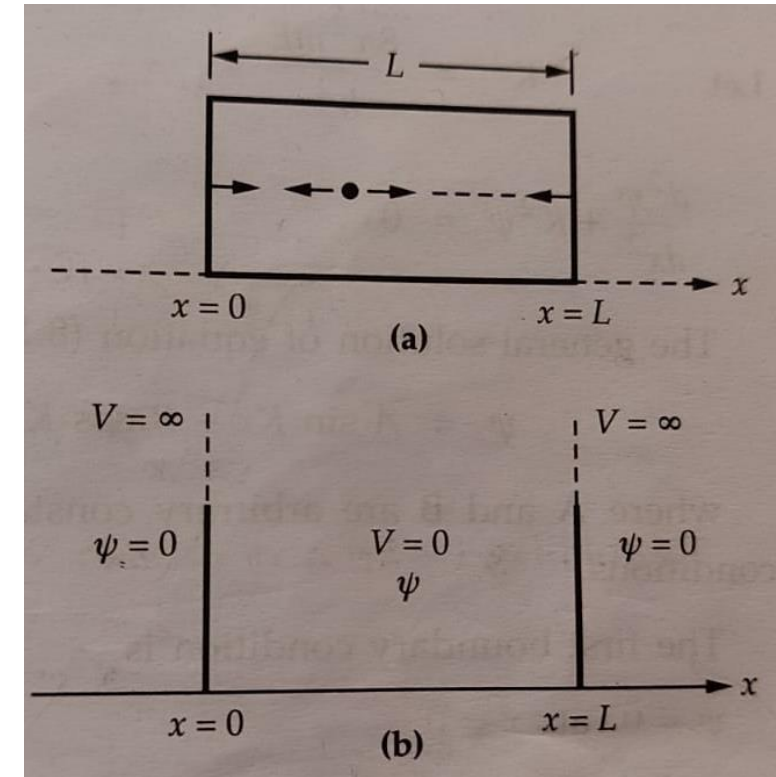 L
x
x = 0
x = L
(a)
V = ∞
V = ∞
ψ = 0
V = 0
ψ = 0
ψ
x
x = 0
x = L
(b)